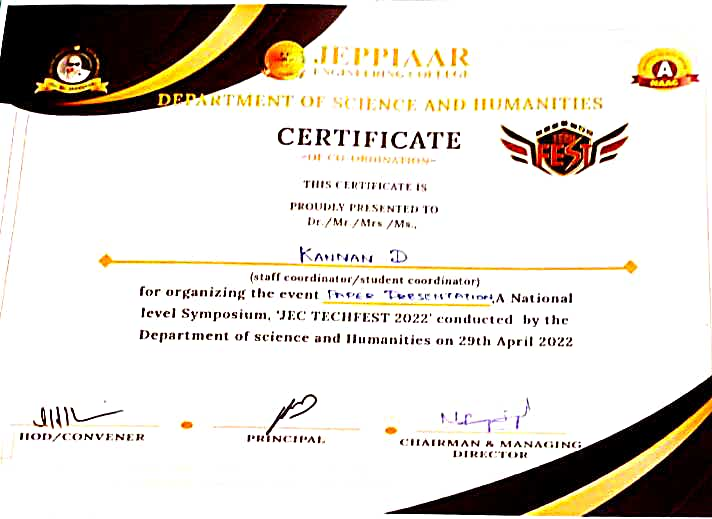 JEPPIAAR
ENGINEERING COLLEGE
A
NAAC
DEPARTMENT OF SCIENCE AND HUMANITIES
CERTIFICATE
-OF CO-ORDINATION-
TECH
FEST
THIS CERTIFICATE IS
PROUDLY PRESENTED TO
Dr./Mr./Mrs./Ms.,
KANNAN D
(staff coordinator/student coordinator)
for organizing the event PAPER PRESENTATION,A National
level Symposium, 'JEC TECHFEST 2022' conducted by the
Department of science and Humanities on 29th April 2022
HOD/CONVENER
PRINCIPAL
CHAIRMAN & MANAGING
DIRECTOR